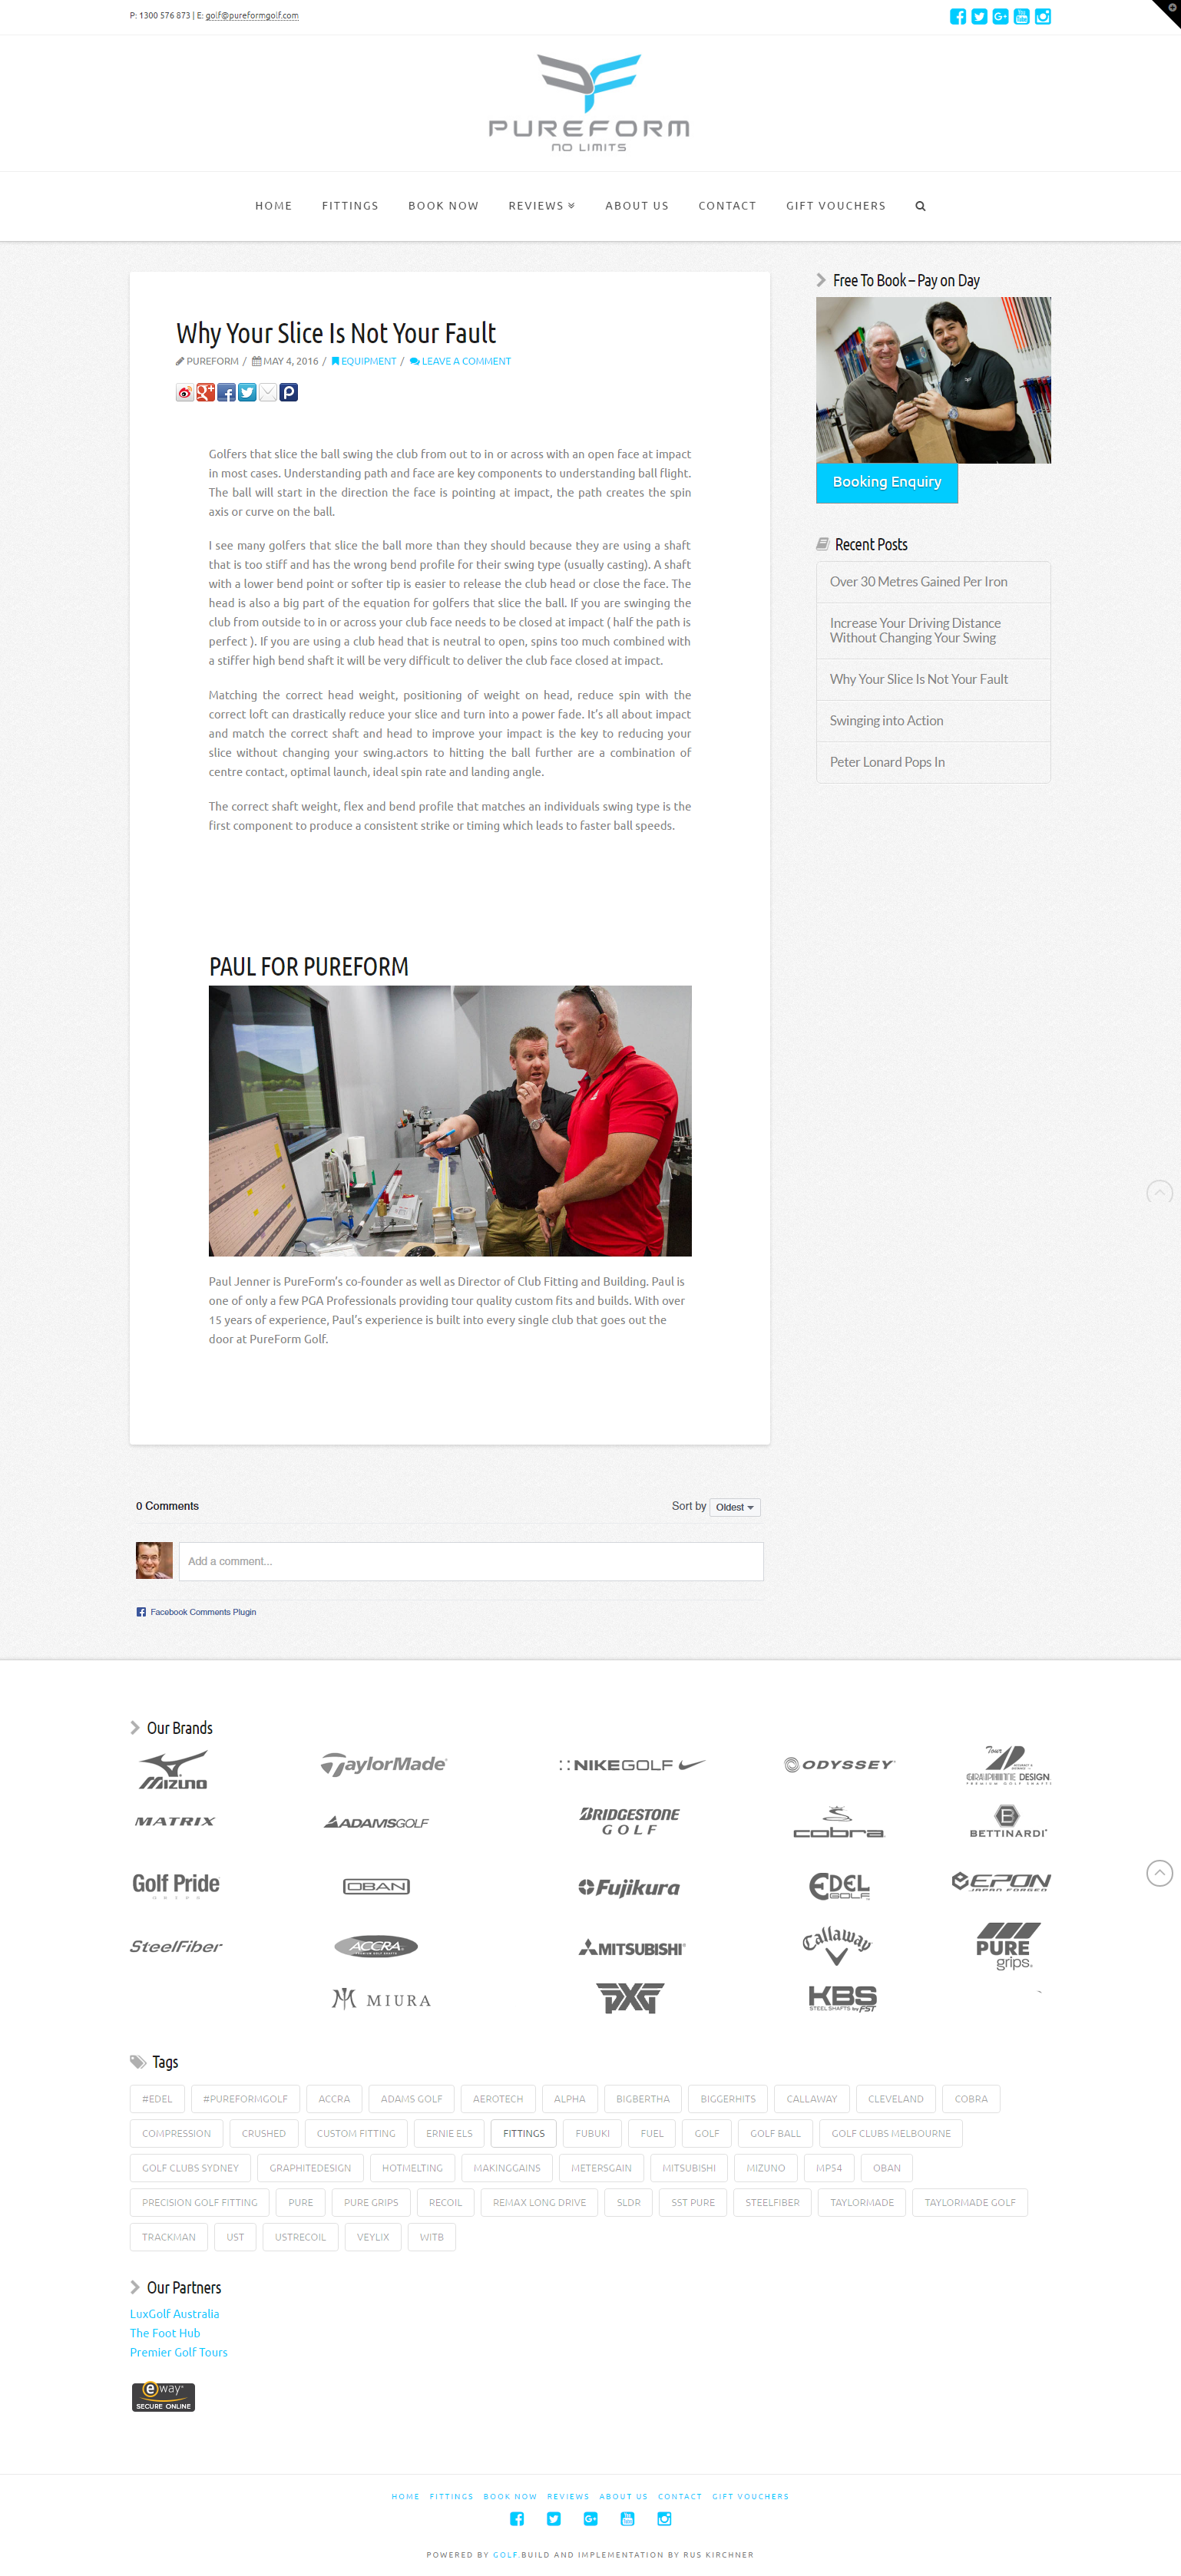 P: 1300 576 873 | E: golf@pureformgolf.com
PUREFORM
NO LIMITS
HOME FITTINGS BOOK NOW REVIEWS ABOUT US CONTACT GIFT VOUCHERS
Why Your Slice Is Not Your Fault
PUREFORM / MAY 4, 2016 / EQUIPMENT / LEAVE A COMMENT
Golfers that slice the ball swing the club from out to in or across with an open face at impact
in most cases. Understanding path and face are key components to understanding ball flight.
The ball will start in the direction the face is pointing at impact, the path creates the spin
axis or curve on the ball.
I see many golfers that slice the ball more than they should because they are using a shaft
that is too stiff and has the wrong bend profile for their swing type (usually casting). A shaft
with a lower bend point or softer tip is easier to release the club head or close the face. The
head is also a big part of the equation for golfers that slice the ball. If you are swinging the
club from outside to in or across your club face needs to be closed at impact ( half the path is
perfect ). If you are using a club head that is neutral to open, spins too much combined with
a stiffer high bend shaft it will be very difficult to deliver the club face closed at impact.
Matching the correct head weight, positioning of weight on head, reduce spin with the
correct loft can drastically reduce your slice and turn into a power fade. It's all about impact
and match the correct shaft and head to improve your impact is the key to reducing your
slice without changing your swing.actors to hitting the ball further are a combination of
centre contact, optimal launch, ideal spin rate and landing angle.
The correct shaft weight, flex and bend profile that matches an individuals swing type is the
first component to produce a consistent strike or timing which leads to faster ball speeds.
PAUL FOR PUREFORM
Paul Jenner is PureForm's co-founder as well as Director of Club Fitting and Building. Paul is
one of only a few PGA Professionals providing tour quality custom fits and builds. With over
15 years of experience, Paul's experience is built into every single club that goes out the
door at PureForm Golf.
Free To Book – Pay on Day
Booking Enquiry
Recent Posts
Over 30 Metres Gained Per Iron
Increase Your Driving Distance
Without Changing Your Swing
Why Your Slice Is Not Your Fault
Swinging into Action
Peter Lonard Pops In
0 Comments
Sort by Oldest
Add a comment...
Facebook Comments Plugin
Our Brands
MIZUNO TaylorMade NIKEGOLF ODYSSEY Tour GRAPHITE DESIGN PREMIUM GOLF SHAFTS
MATRIX ADAMSGOLF BRIDGESTONE GOLF cobra BETTINARDI
Golf Pride OBAN Fujikura EDEL GOLF EPON JAPAN FORGED
SteelFiber ACCRA MITSUBISHI Callaway PURE grips
MIURA PXG KBS STEEL SHAFTS by FST
Tags
#EDEL #PUREFORMGOLF ACCRA ADAMS GOLF AEROTECH ALPHA BIGBERTHA BIGGERHITS CALLAWAY CLEVELAND COBRA
COMPRESSION CRUSHED CUSTOM FITTING ERNIE ELS FITTINGS FUBUKI FUEL GOLF GOLF BALL GOLF CLUBS MELBOURNE
GOLF CLUBS SYDNEY GRAPHITEDESIGN HOTMELTING MAKINGGAINS METERSGAIN MITSUBISHI MIZUNO MP54 OBAN
PRECISION GOLF FITTING PURE PURE GRIPS RECOIL REMAX LONG DRIVE SLDR SST PURE STEELFIBER TAYLORMADE TAYLORMADE GOLF
TRACKMAN UST USTRECOIL VEYLIX WITB
Our Partners
LuxGolf Australia
The Foot Hub
Premier Golf Tours
eway
SECURE ONLINE
HOME FITTINGS BOOK NOW REVIEWS ABOUT US CONTACT GIFT VOUCHERS
POWERED BY GOLF.BUILD AND IMPLEMENTATION BY RUS KIRCHNER